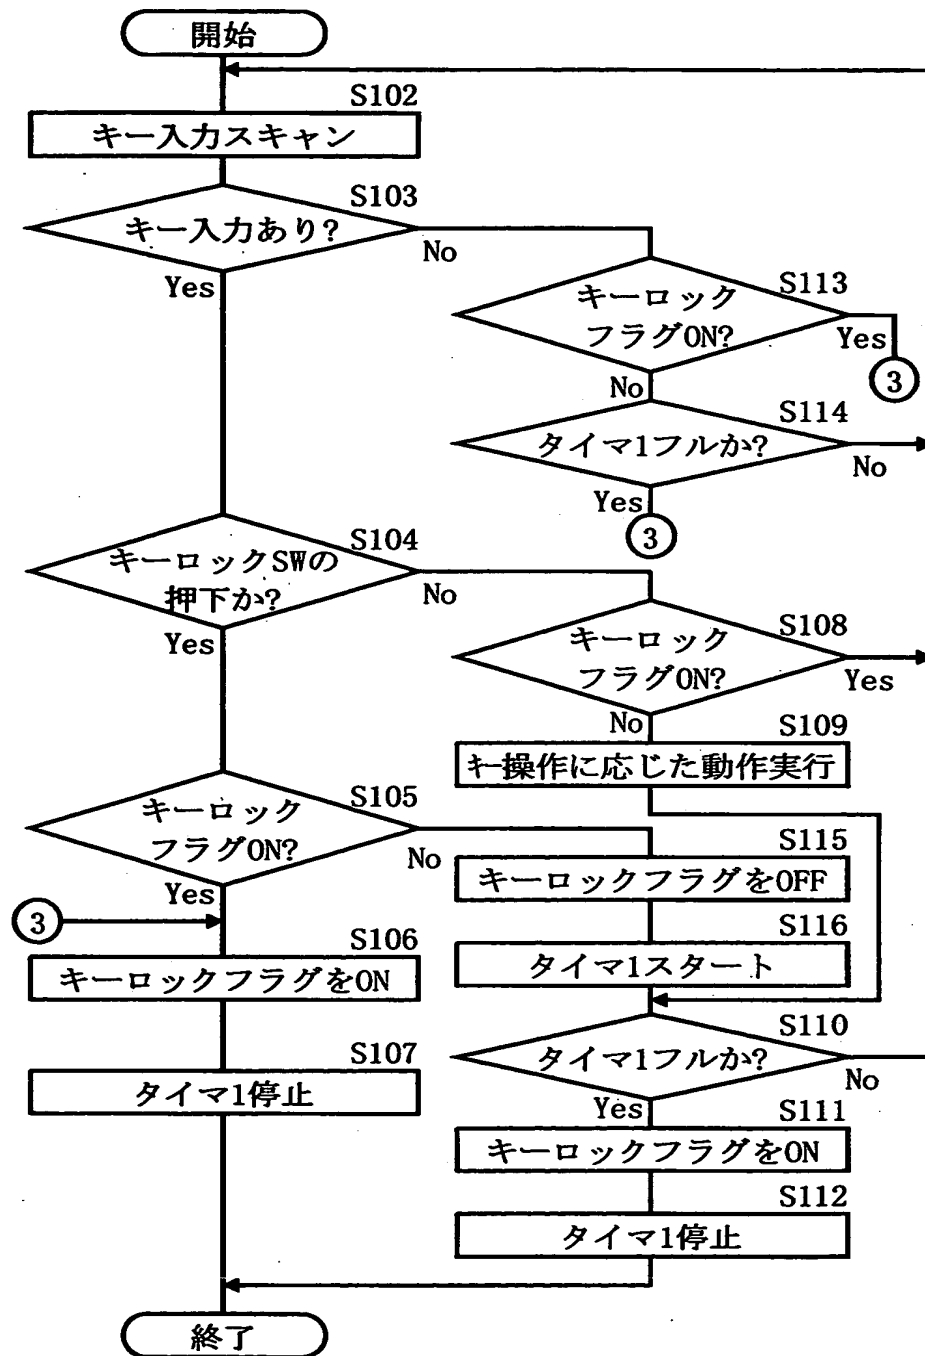 開始
S102
キー入力スキャン
S103
キー入力あり?
No
Yes
S113
キーロック
フラグON?
Yes
3
No
S114
タイマ1フルか?
No
Yes
3
S104
キーロックSWの
押下か?
No
Yes
S108
キーロック
フラグON?
Yes
No
S109
キー操作に応じた動作実行
S105
キーロック
フラグON?
No
Yes
S115
キーロックフラグをOFF
3
S106
キーロックフラグをON
S116
タイマ1スタート
S107
タイマ1停止
S110
タイマ1フルか?
No
Yes
S111
キーロックフラグをON
S112
タイマ1停止
終了